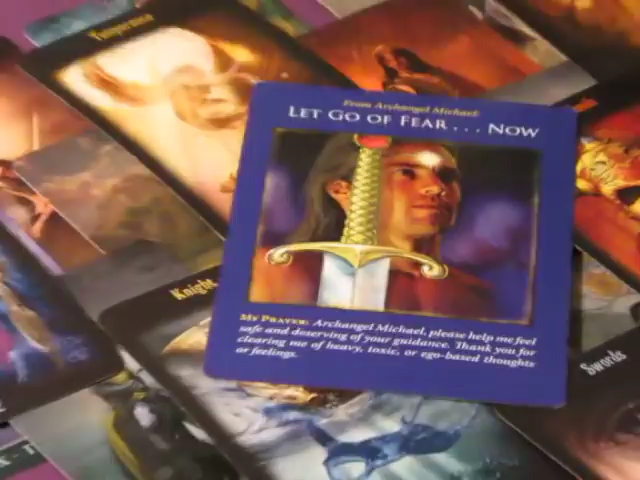 Temperance
From Archangel Michael:
LET GO OF FEAR... NOW
Knight
MY PRAYER: Archangel Michael, please help me feel
safe and deserving of your guidance. Thank you for
clearing me of heavy, toxic, or ego-based thoughts
or feelings.
Swords